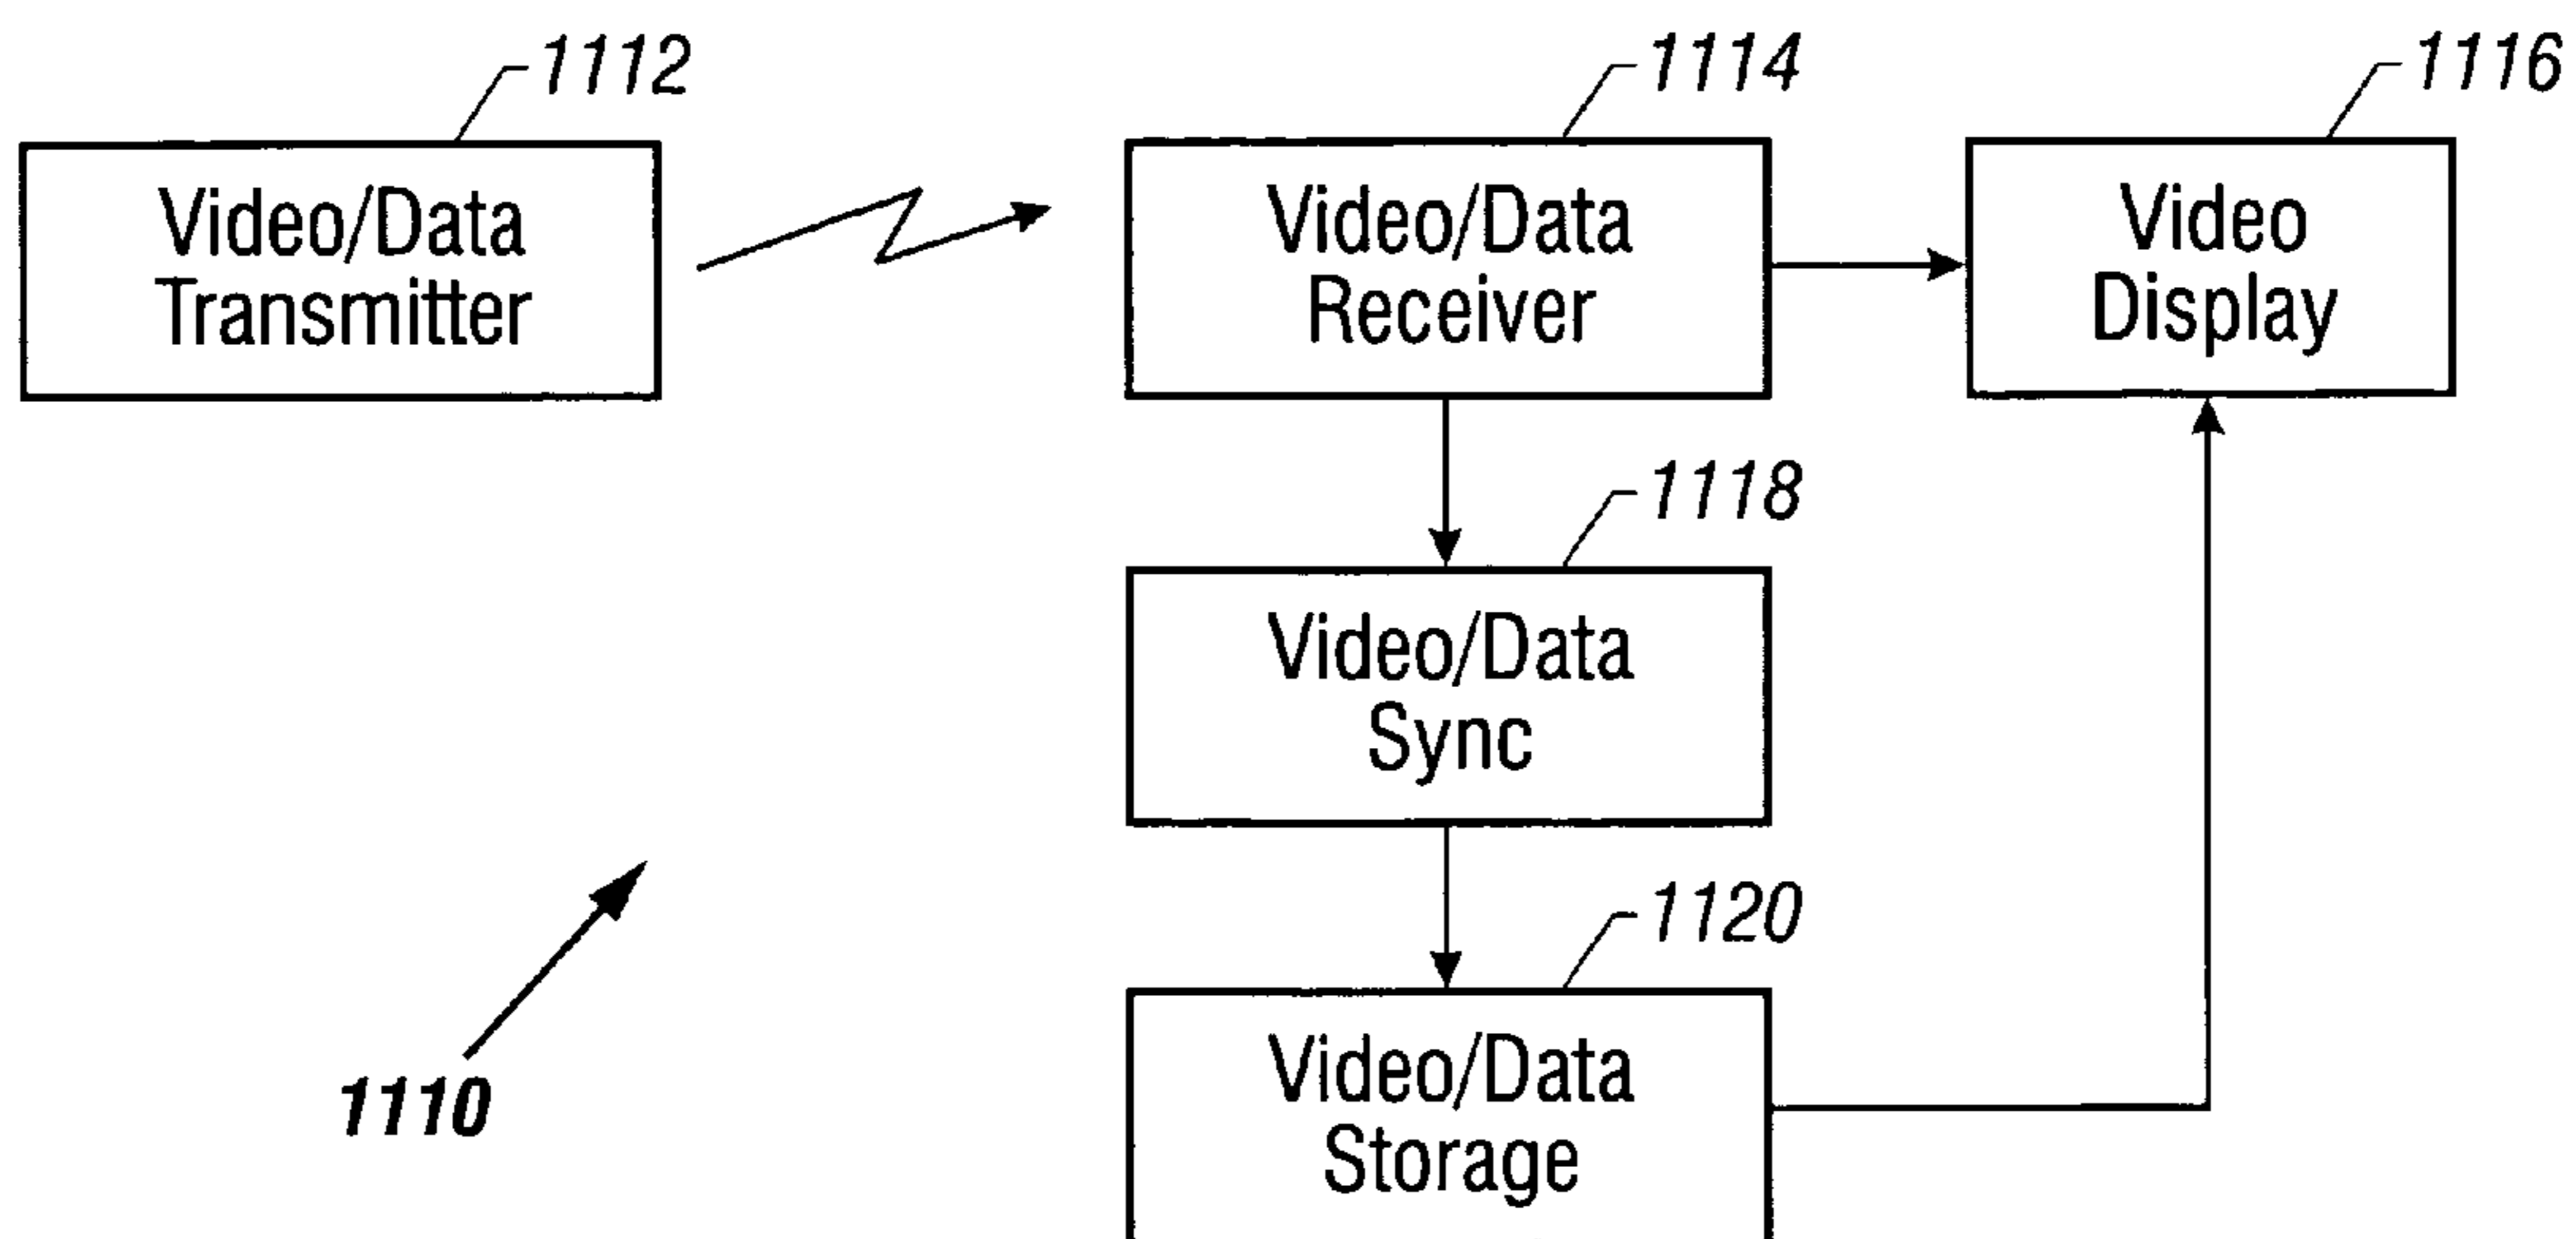 1112
1114
1116
Video/Data
Transmitter
Video/Data
Receiver
Video
Display
1118
Video/Data
Sync
1120
Video/Data
Storage
1110